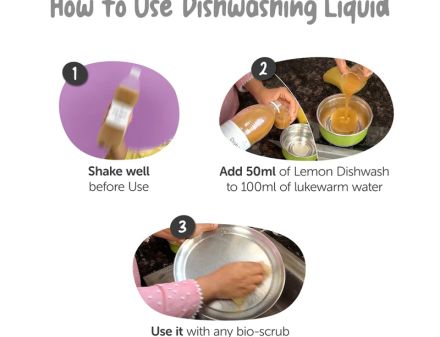 How To Use Dishwashing Liquid
1
2
Shake well
before Use
Add 50ml of Lemon Dishwash
to 100ml of lukewarm water
3
Use it with any bio-scrub